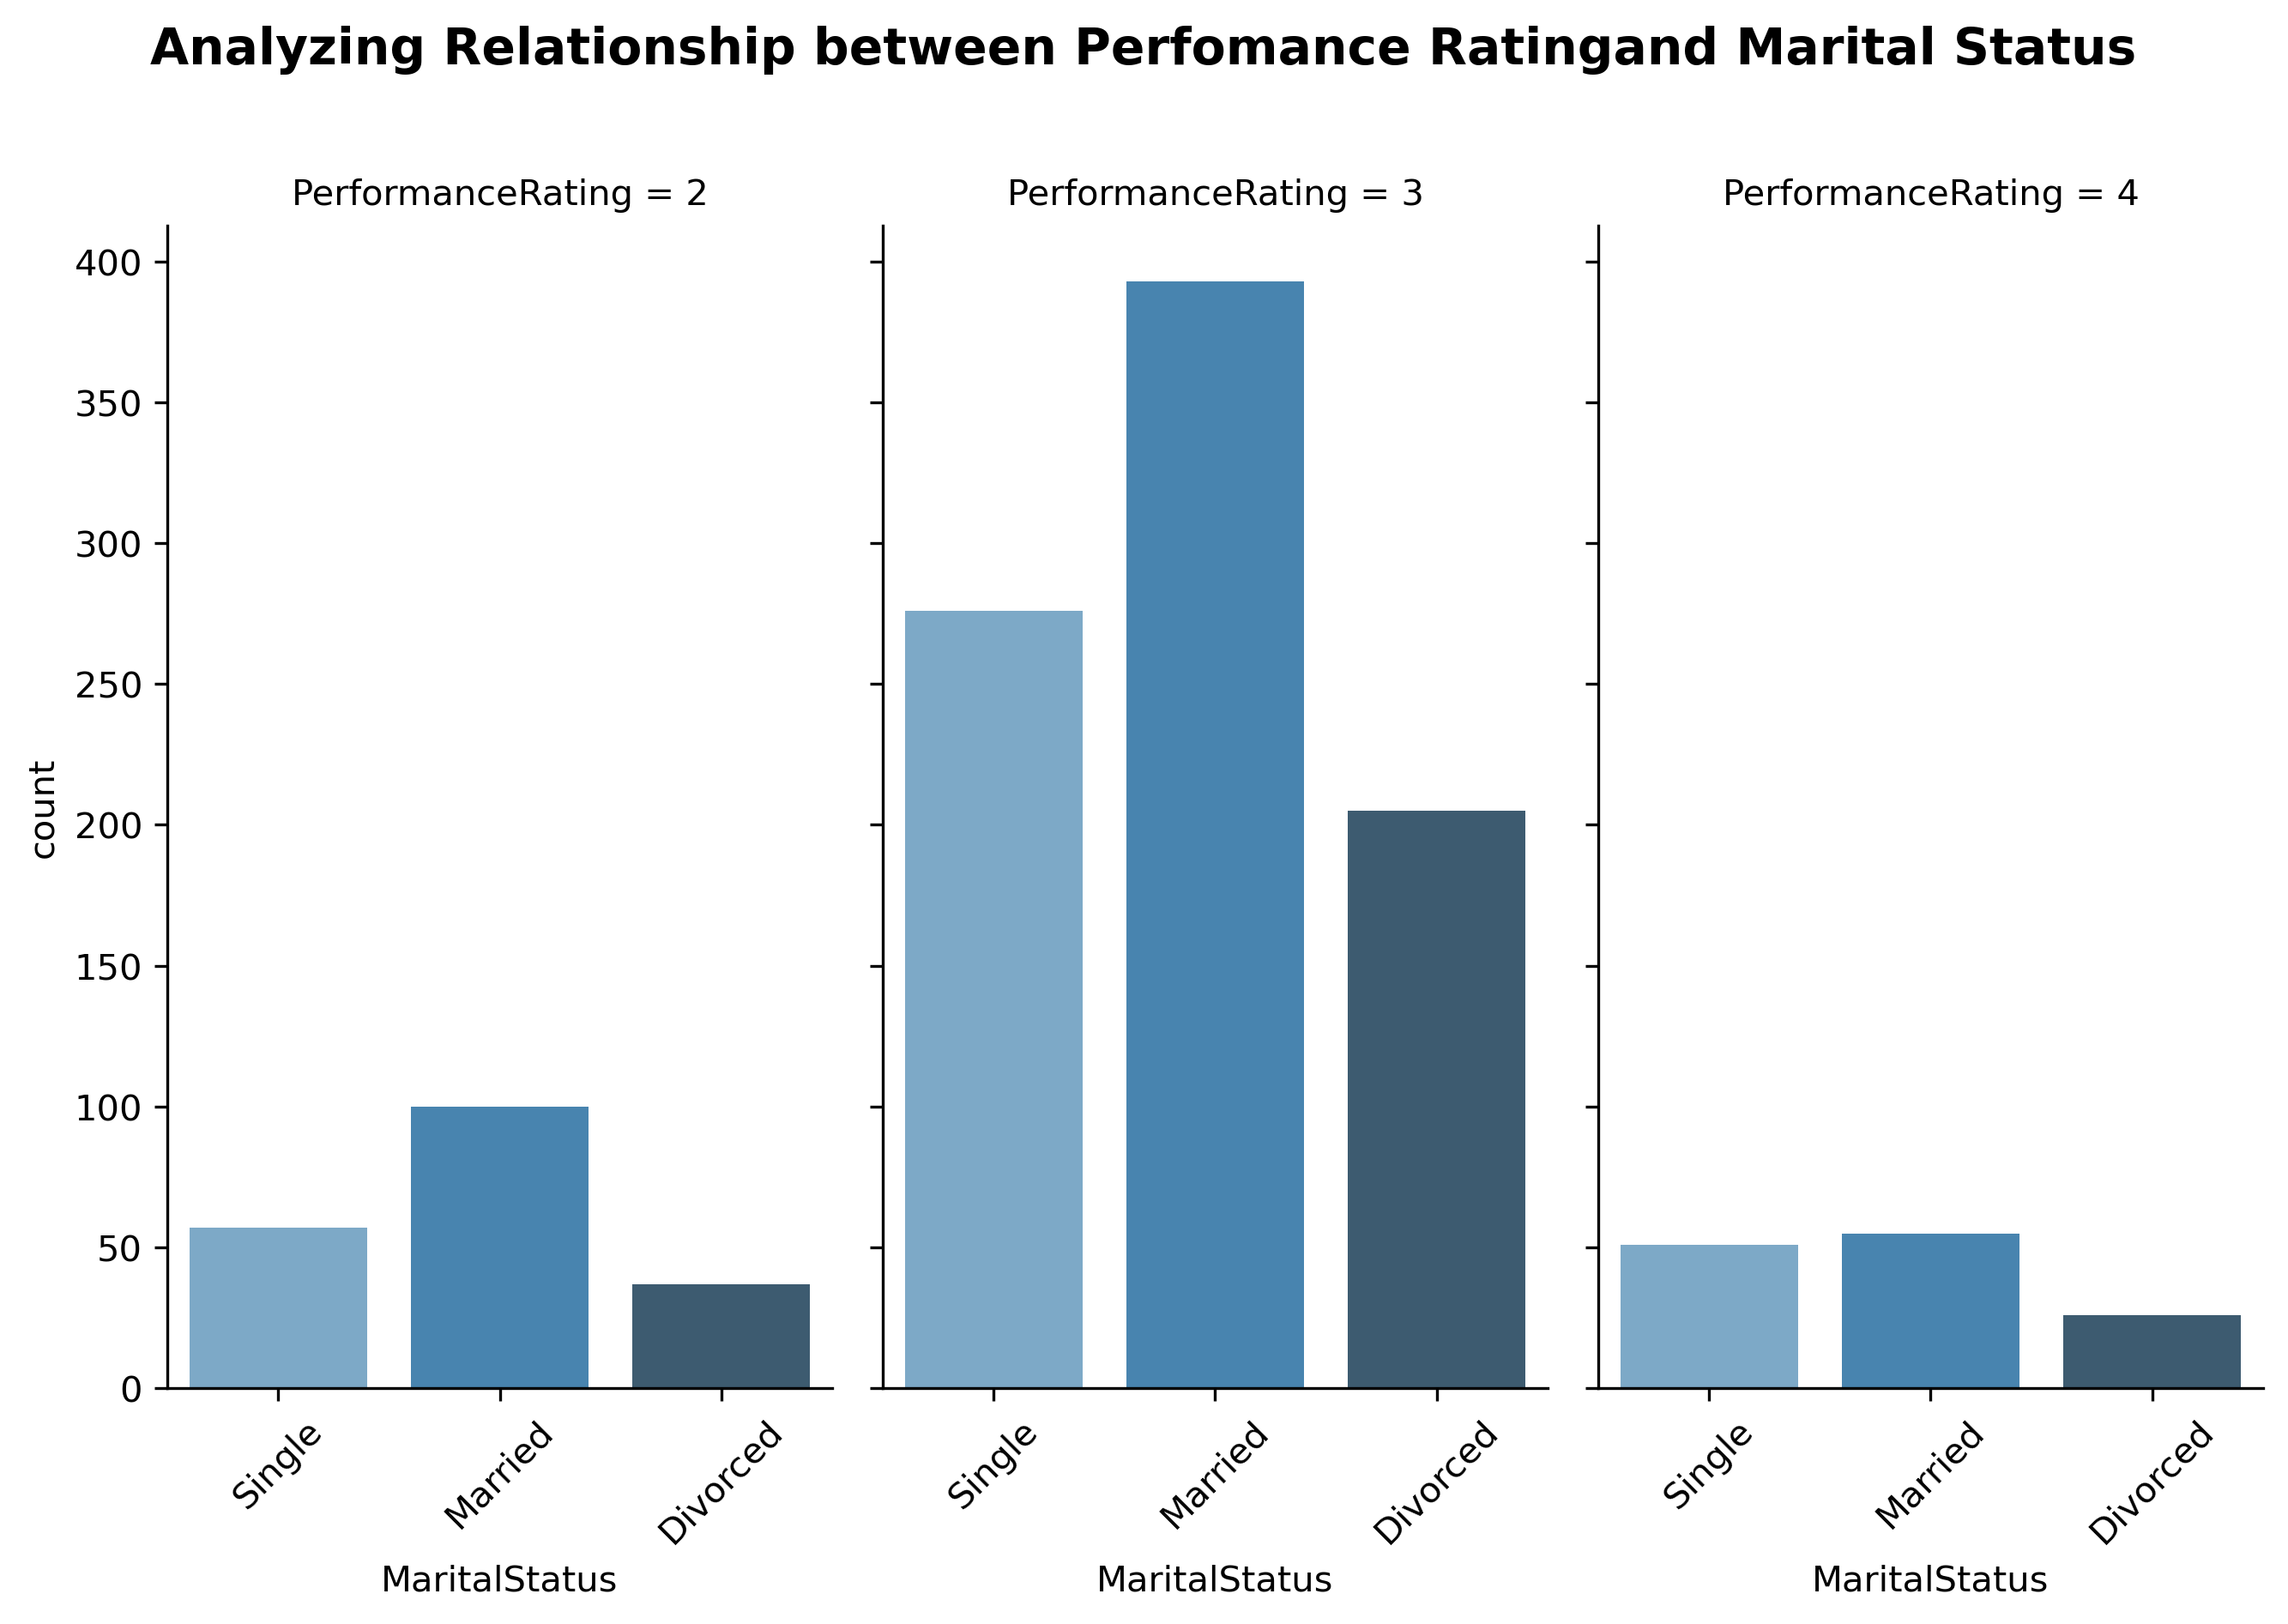 Analyzing Relationship between Perfomance Ratingand Marital Status
PerformanceRating = 2
PerformanceRating = 3
PerformanceRating = 4
400
350
300
250
200
150
100
50
0
count
Single
Married
Divorced
Single
Married
Divorced
Single
Married
Divorced
MaritalStatus
MaritalStatus
MaritalStatus